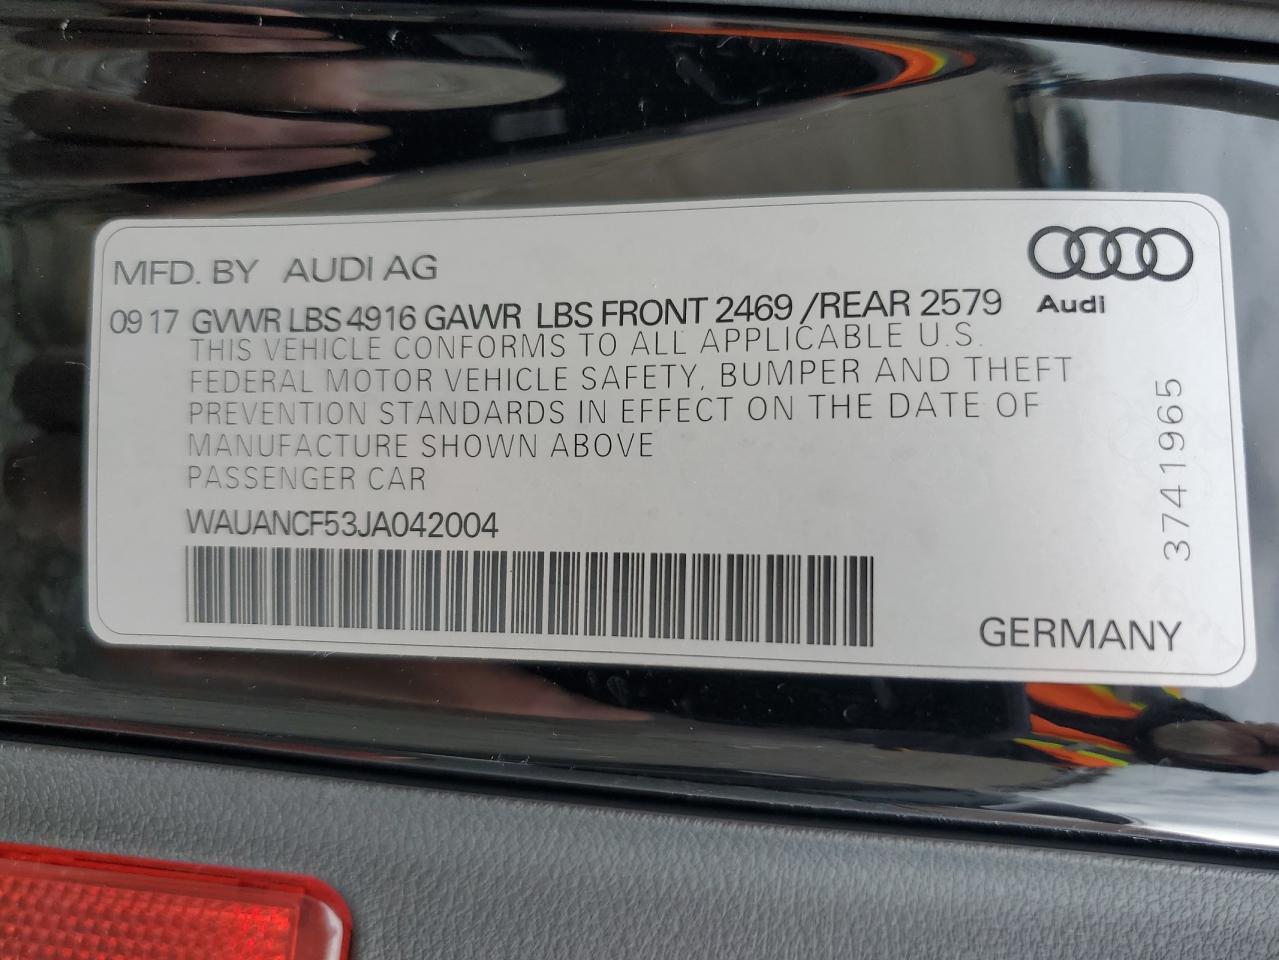 MFD. BY AUDI AG
Audi
09 17 GVWR LBS 4916 GAWR LBS FRONT 2469 /REAR 2579
THIS VEHICLE CONFORMS TO ALL APPLICABLE U.S.
FEDERAL MOTOR VEHICLE SAFETY, BUMPER AND THEFT
PREVENTION STANDARDS IN EFFECT ON THE DATE OF
MANUFACTURE SHOWN ABOVE
PASSENGER CAR
WAUANCF53JA042004
3741965
GERMANY